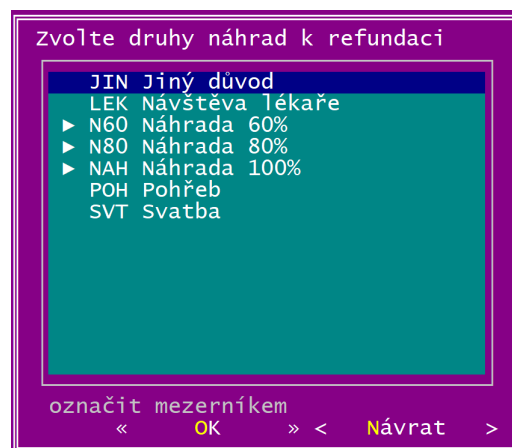 Zvolte druhy náhrad k refundaci
JIN Jiný důvod
LEK Návštěva lékaře
► N60 Náhrada 60%
► N80 Náhrada 80%
► NAH Náhrada 100%
POH Pohřeb
SVT Svatba
označit mezerníkem
« OK » < Návrat >